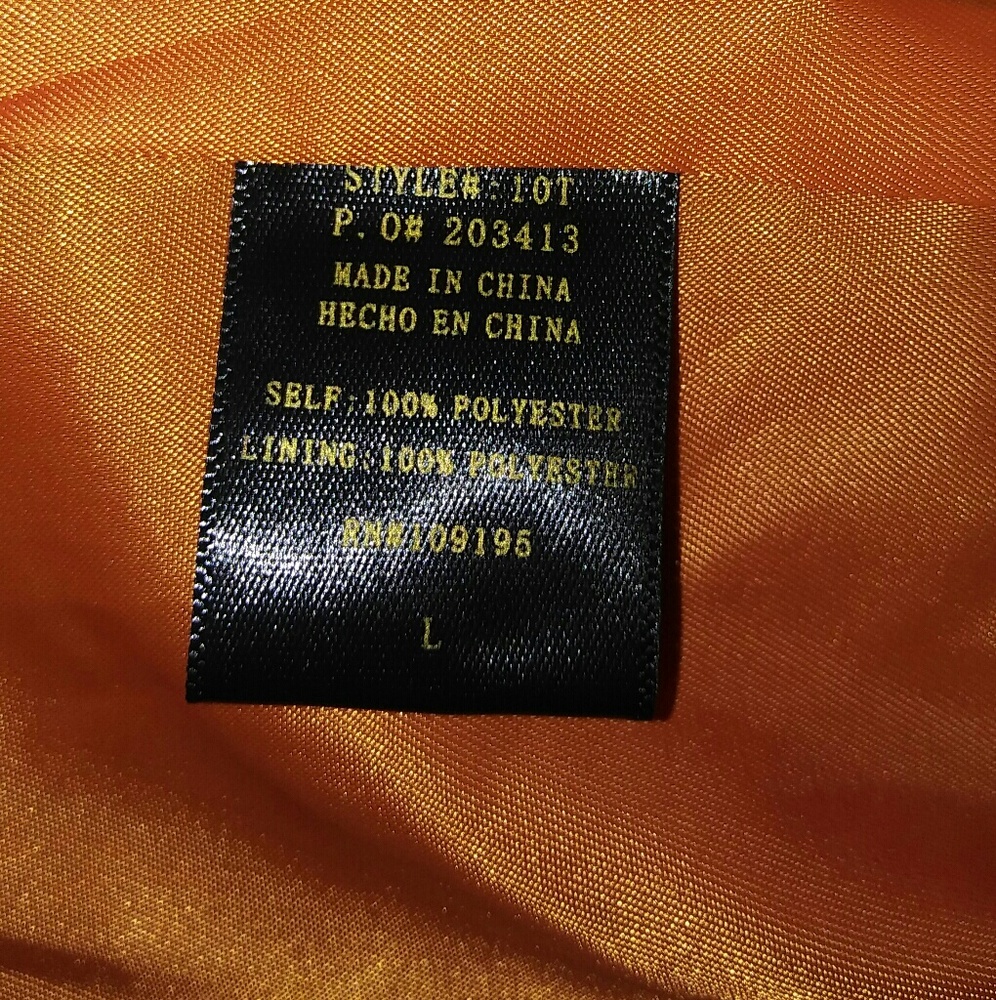 STYLE#:10T
P.O# 203413
MADE IN CHINA
HECHO EN CHINA
SELF:100% POLYESTER
LINING:100% POLYESTER
RN#109195
L